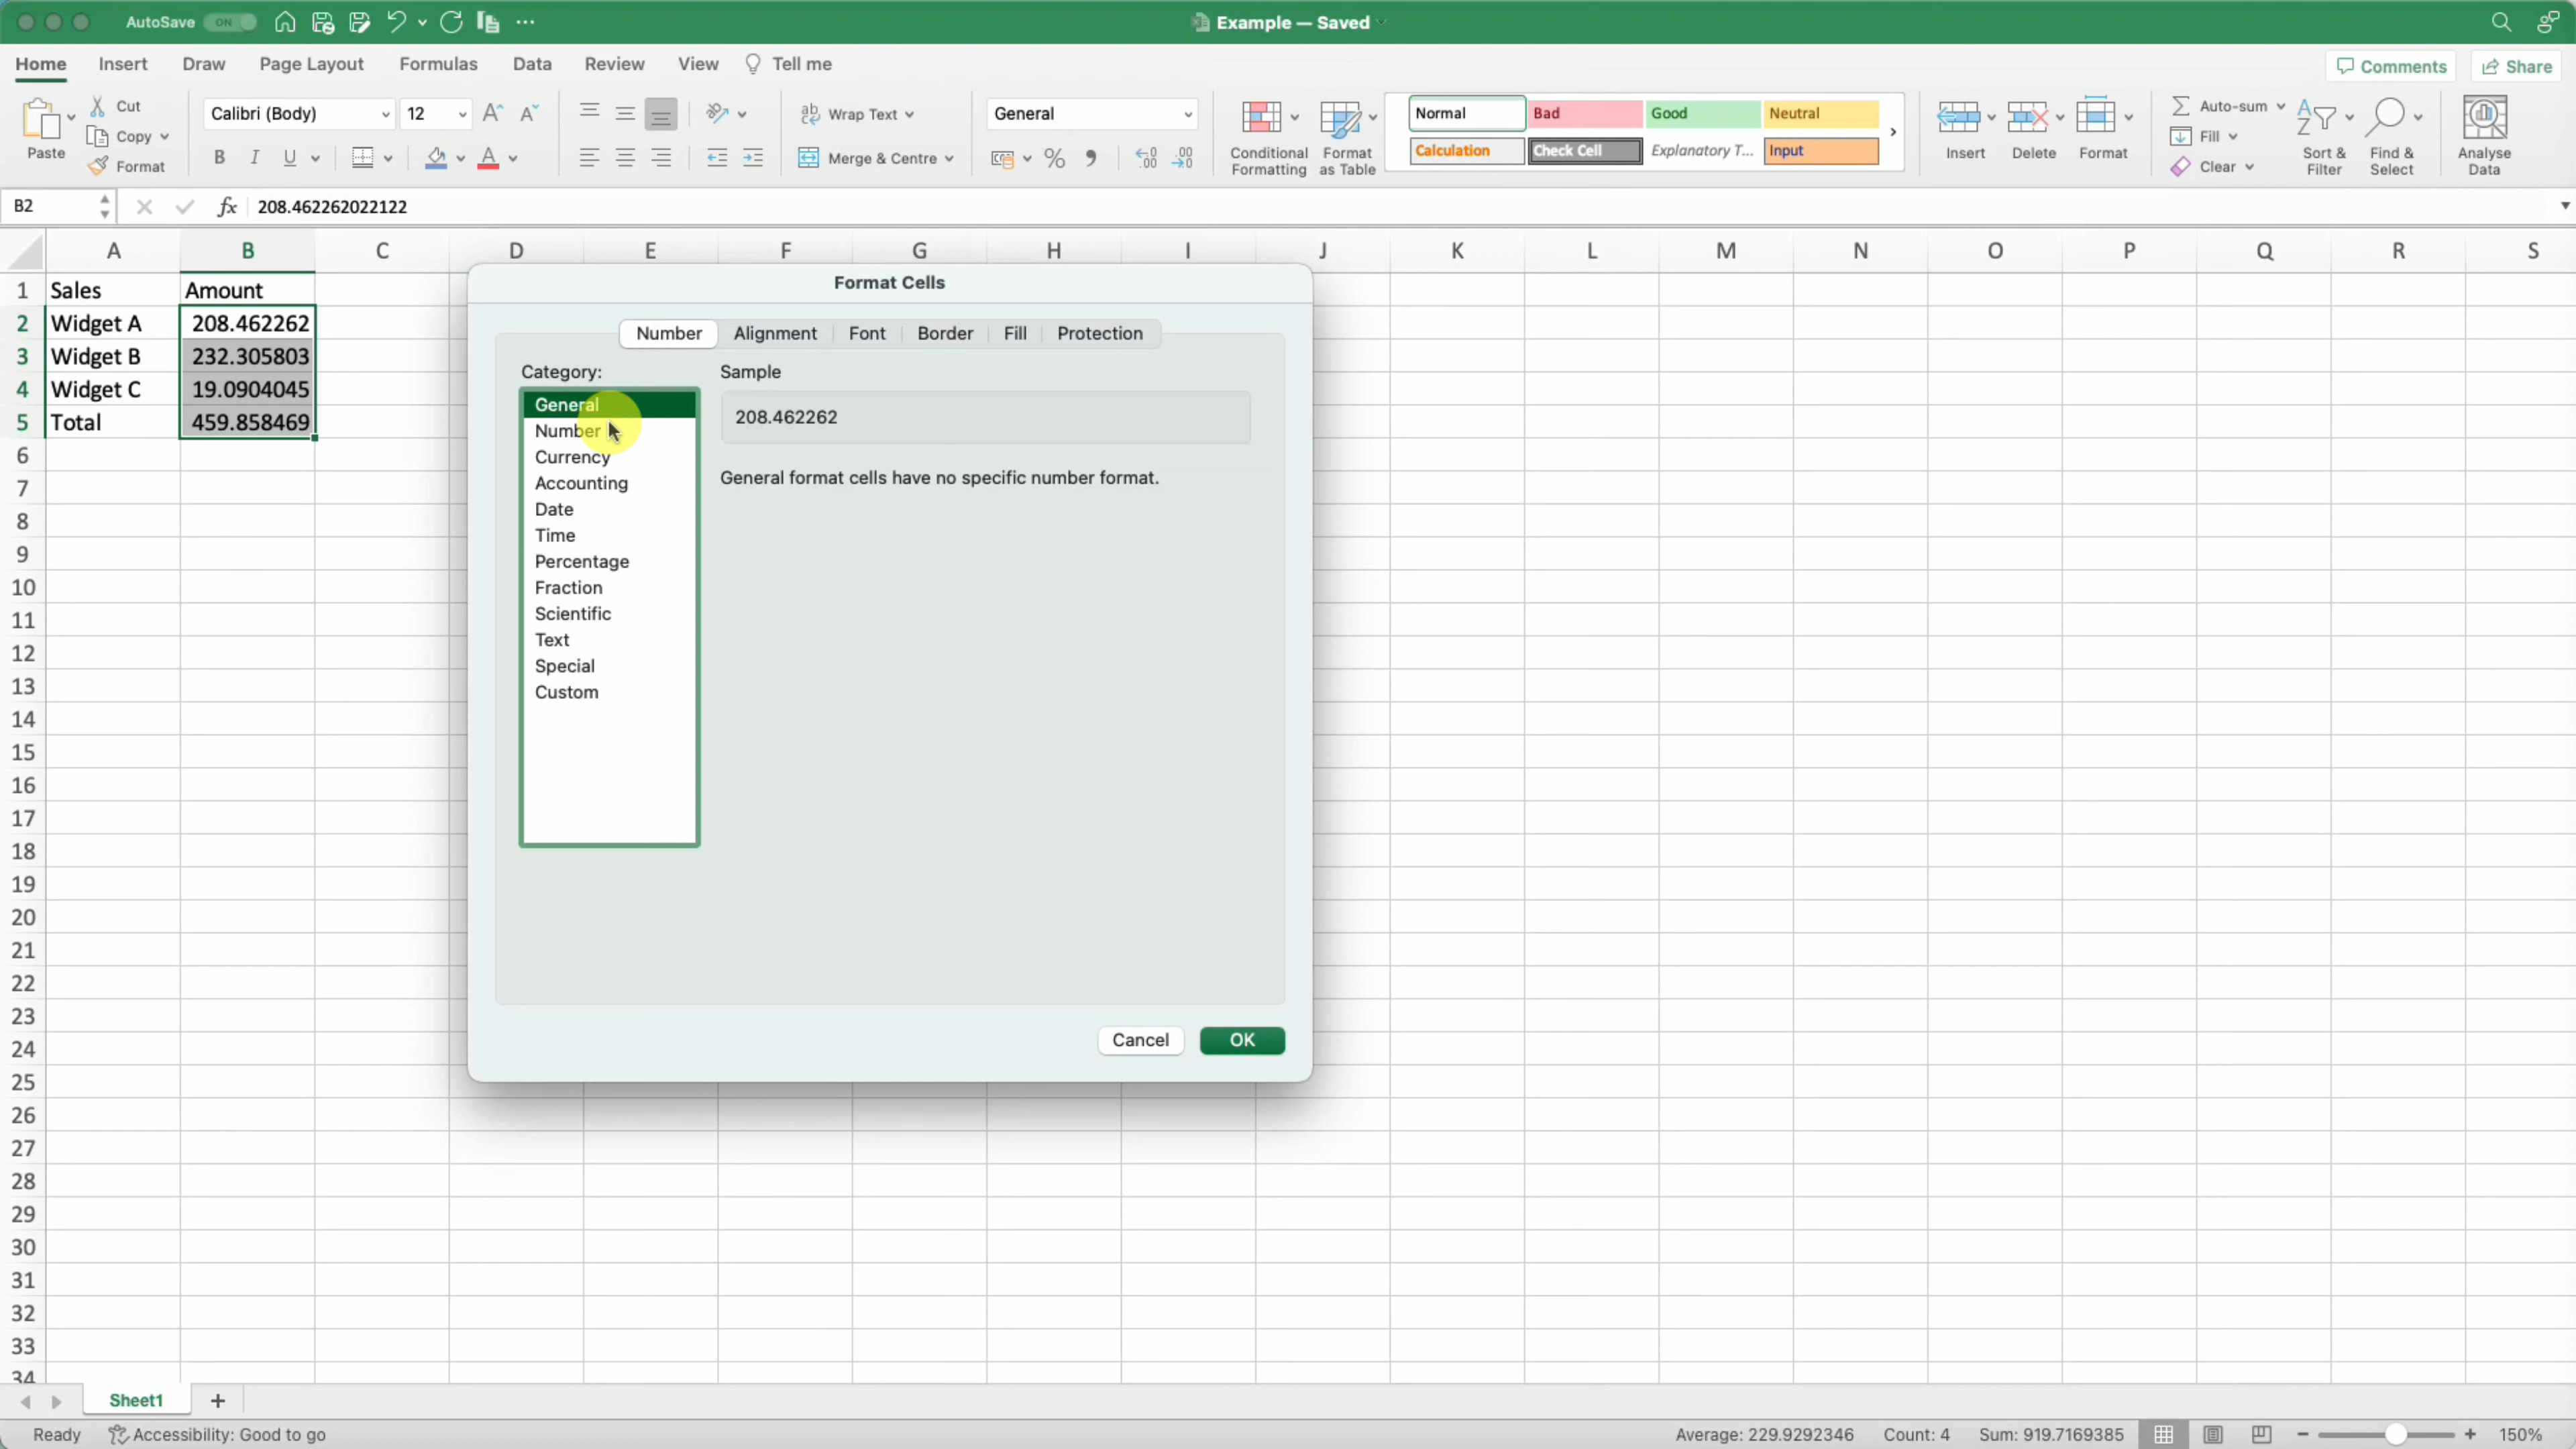 AutoSave ON
Example — Saved
Home Insert Draw Page Layout Formulas Data Review View Tell me
Comments Share
Paste
Cut
Copy
Format
Calibri (Body) 12
B I U
Wrap Text
Merge & Centre
General
Conditional Formatting
Format as Table
Normal Bad Good Neutral
Calculation Check Cell Explanatory T... Input
Insert Delete Format
Auto-sum
Fill
Clear
Sort & Filter
Find & Select
Analyse Data
B2 fx 208.462262022122
A B C D E F G H I J K L M N O P Q R S
1 Sales Amount
2 Widget A 208.462262
3 Widget B 232.305803
4 Widget C 19.0904045
5 Total 459.858469
6
7
8
9
10
11
12
13
14
15
16
17
18
19
20
21
22
23
24
25
26
27
28
29
30
31
32
33
34
Format Cells
Number Alignment Font Border Fill Protection
Category:
General
Number
Currency
Accounting
Date
Time
Percentage
Fraction
Scientific
Text
Special
Custom
Sample
208.462262
General format cells have no specific number format.
Cancel OK
Sheet1 +
Ready Accessibility: Good to go
Average: 229.9292346 Count: 4 Sum: 919.7169385 150%